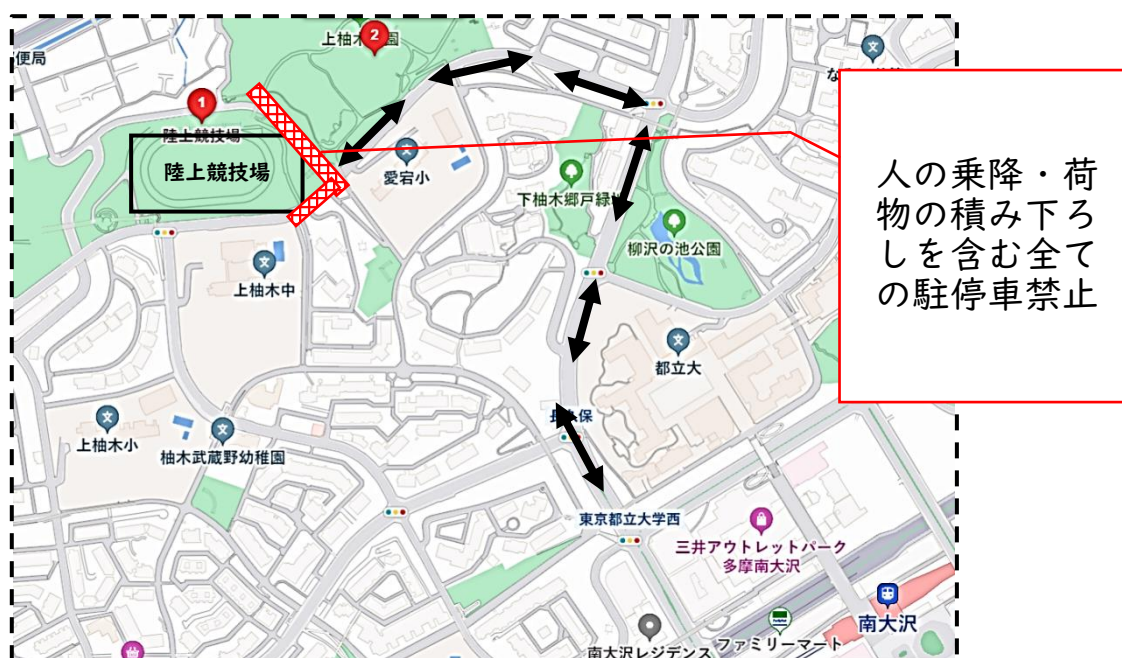 上柚木公園
2
便局
1
陸上競技場
陸上競技場
愛宕小
下柚木郷戸緑地
柳沢の池公園
上柚木中
都立大
上柚木小
柚木武蔵野幼稚園
東京都立大学西
三井アウトレットパーク
多摩南大沢
南大沢
南大沢レジデンス
ファミリーマート
人の乗降・荷
物の積み下ろ
しを含む全て
の駐停車禁止